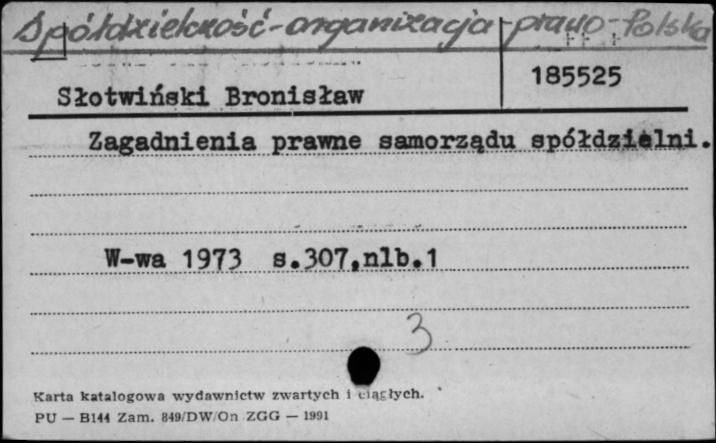 Spółdzielczość-organizacja-prawo-Polska
185525
Słotwiński Bronisław
Zagadnienia prawne samorządu spółdzielni.
W-wa 1973 s.307,nlb.1
3
Karta katalogowa wydawnictw zwartych i ciągłych.
PU — B144 Zam. 849/DW/On ZGG — 1991